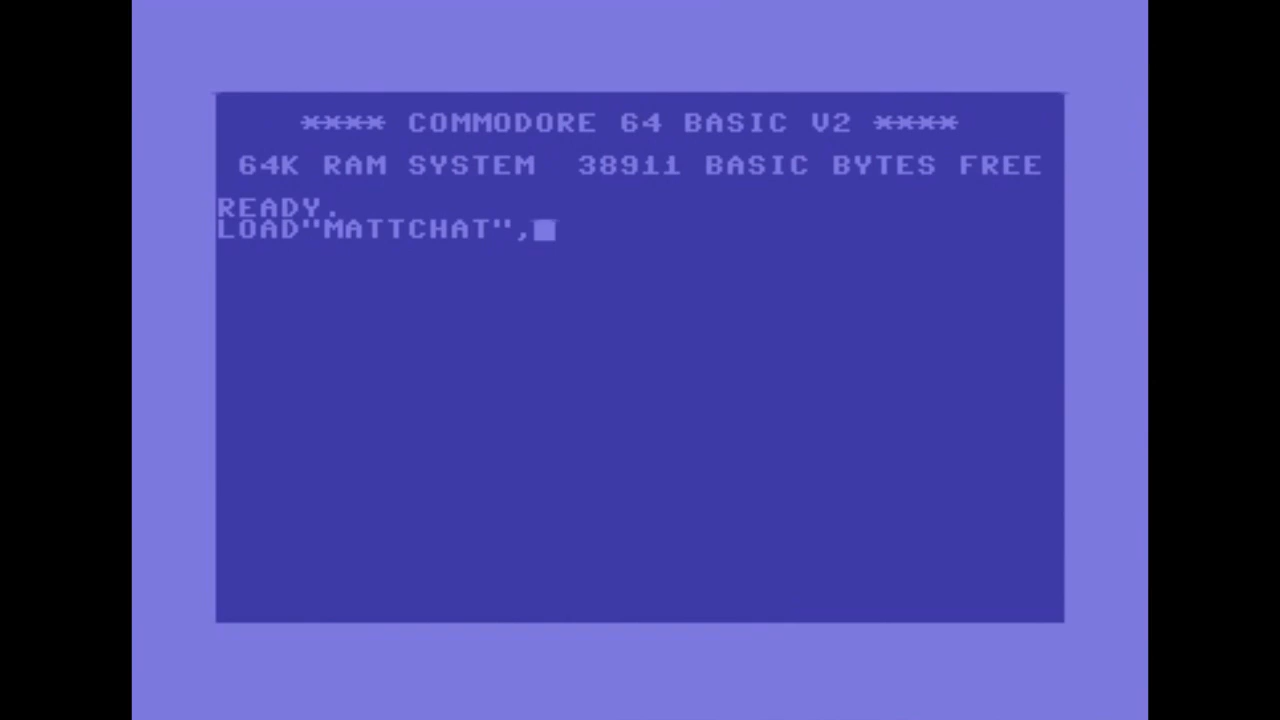 **** COMMODORE 64 BASIC V2 ****
64K RAM SYSTEM  38911 BASIC BYTES FREE
READY.
LOAD"MATTCHAT",